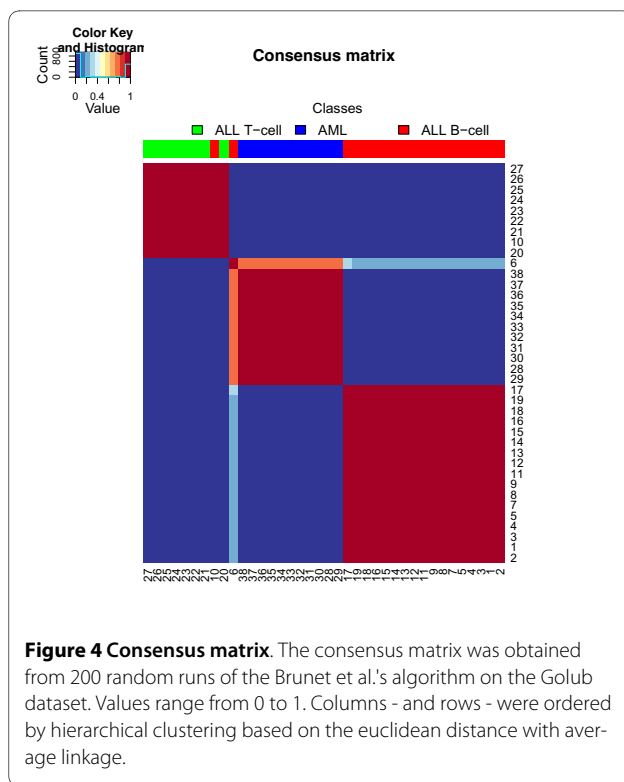 Color Key
and Histogram
Count
0 800
0 0.4 1
Value
Consensus matrix
Classes
ALL T-cell AML ALL B-cell
27
26
25
24
23
22
21
10
20
6
38
37
36
35
34
33
32
31
30
28
29
17
19
18
16
15
14
13
12
11
9
8
7
5
4
3
1
2
27 26 25 24 23 22 21 10 20 6 38 37 36 35 34 33 32 31 30 28 29 17 19 18 16 15 14 13 12 11 9 8 7 5 4 3 1 2
Figure 4 Consensus matrix. The consensus matrix was obtained
from 200 random runs of the Brunet et al.'s algorithm on the Golub
dataset. Values range from 0 to 1. Columns - and rows - were ordered
by hierarchical clustering based on the euclidean distance with aver-
age linkage.